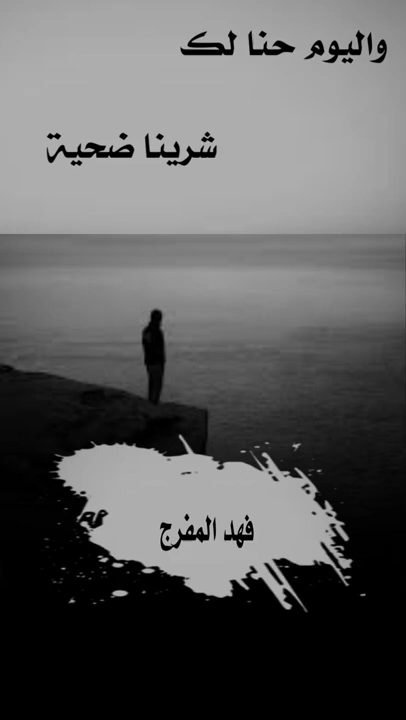 واليوم حنا لك
شرينا ضحية
فهد المفرج